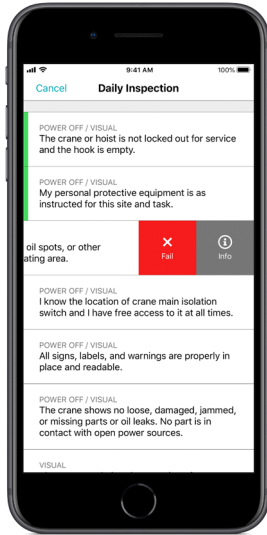 9:41 AM
100%
Cancel
Daily Inspection
POWER OFF / VISUAL
The crane or hoist is not locked out for service
and the hook is empty.
POWER OFF / VISUAL
My personal protective equipment is as
instructed for this site and task.
oil spots, or other
ating area.
Fail
Info
POWER OFF / VISUAL
I know the location of crane main isolation
switch and I have free access to it at all times.
POWER OFF / VISUAL
All signs, labels, and warnings are properly in
place and readable.
POWER OFF / VISUAL
The crane shows no loose, damaged, jammed,
or missing parts or oil leaks. No part is in
contact with open power sources.
VISUAL